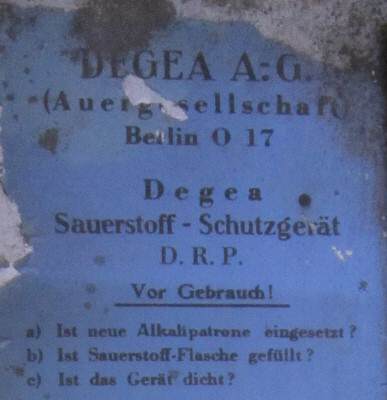 DEGEA A:G.
(Auergesellschaft)
Berlin O 17
Degea
Sauerstoff - Schutzgerät
D. R. P.
Vor Gebrauch!
a) Ist neue Alkalipatrone eingesetzt?
b) Ist Sauerstoff-Flasche gefüllt?
c) Ist das Gerät dicht?